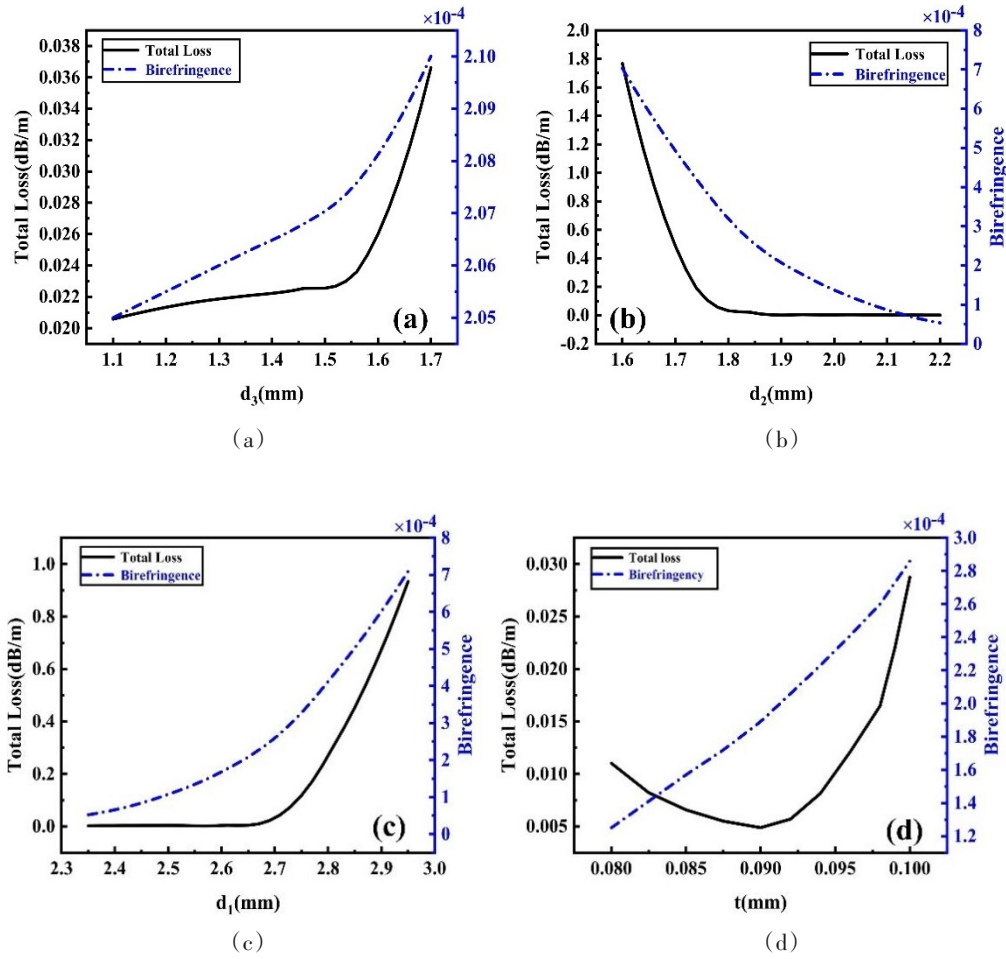 ×10⁻⁴
0.038
0.036
0.034
0.032
0.030
0.028
0.026
0.024
0.022
0.020
Total Loss(dB/m)
Total Loss
Birefringence
2.10
2.09
2.08
2.07
2.06
2.05
(a)
1.1 1.2 1.3 1.4 1.5 1.6 1.7
d₃(mm)
(a)
×10⁻⁴
2.0
1.8
1.6
1.4
1.2
1.0
0.8
0.6
0.4
0.2
0.0
-0.2
Total Loss(dB/m)
Total Loss
Birefringence
8
7
6
5
4
3
2
1
0
Birefringence
(b)
1.6 1.7 1.8 1.9 2.0 2.1 2.2
d₂(mm)
(b)
×10⁻⁴
1.0
0.8
0.6
0.4
0.2
0.0
Total Loss(dB/m)
Total Loss
Birefringence
8
7
6
5
4
3
2
1
0
Birefringence
(c)
2.3 2.4 2.5 2.6 2.7 2.8 2.9 3.0
d₁(mm)
(c)
×10⁻⁴
0.030
0.025
0.020
0.015
0.010
0.005
Total Loss(dB/m)
Total loss
Birefringency
3.0
2.8
2.6
2.4
2.2
2.0
1.8
1.6
1.4
1.2
Birefringence
(d)
0.080 0.085 0.090 0.095 0.100
t(mm)
(d)